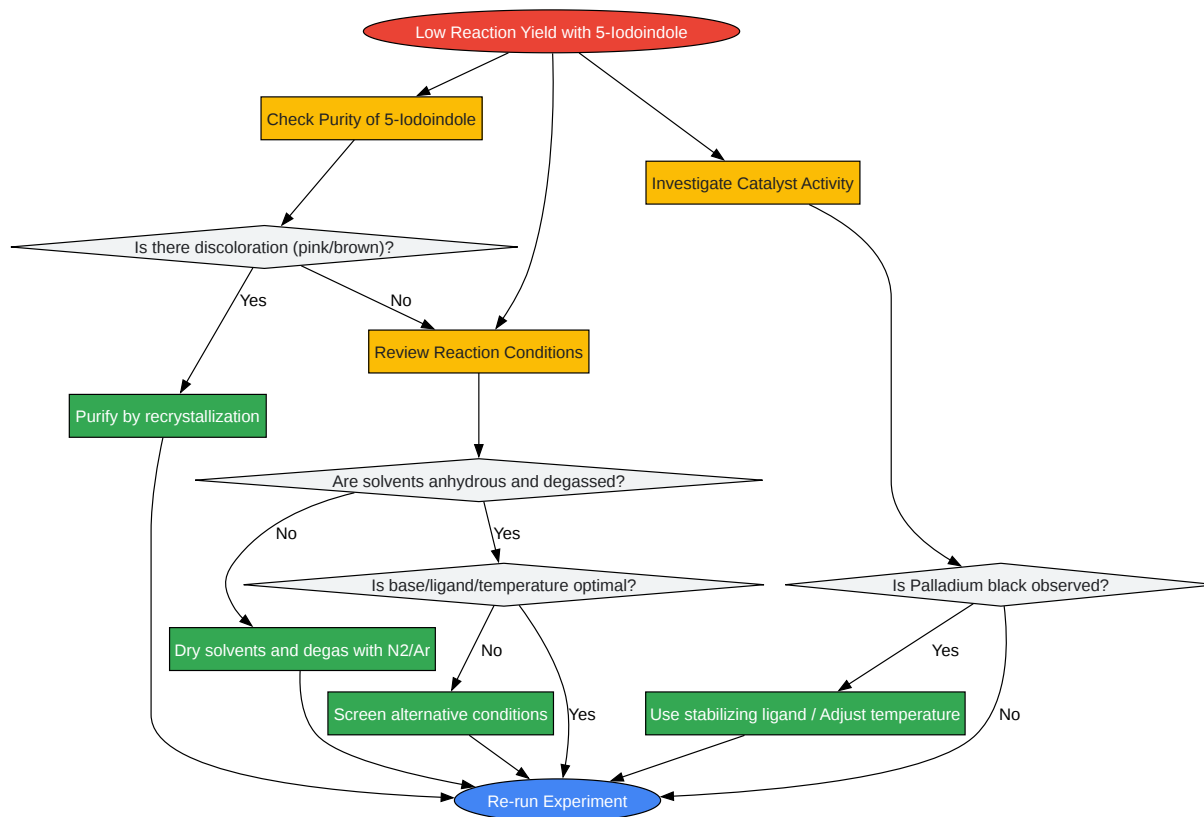 Low Reaction Yield with 5-Iodoindole
Check Purity of 5-Iodoindole
Investigate Catalyst Activity
Is there discoloration (pink/brown)?
Yes
No
Review Reaction Conditions
Purify by recrystallization
Are solvents anhydrous and degassed?
No
Yes
Is base/ligand/temperature optimal?
Is Palladium black observed?
Dry solvents and degas with N2/Ar
No
Yes
Screen alternative conditions
Yes
Use stabilizing ligand / Adjust temperature
No
Re-run Experiment